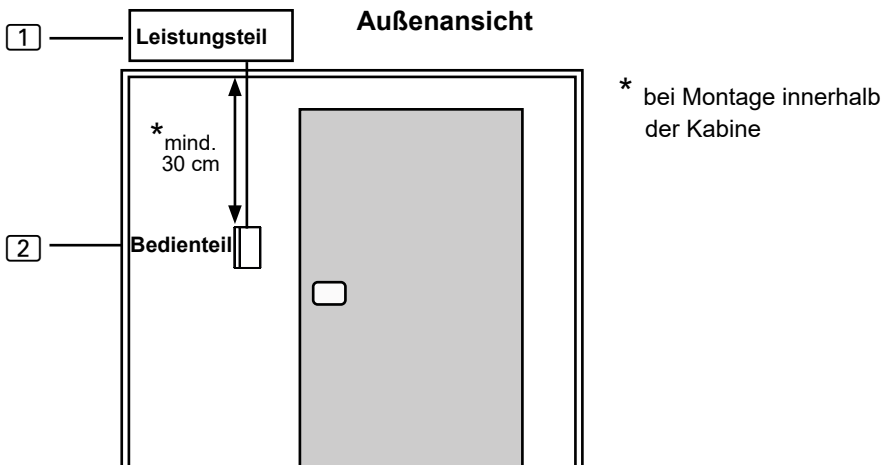 Außenansicht
1
Leistungsteil
* bei Montage innerhalb
der Kabine
* mind.
30 cm
2
Bedienteil